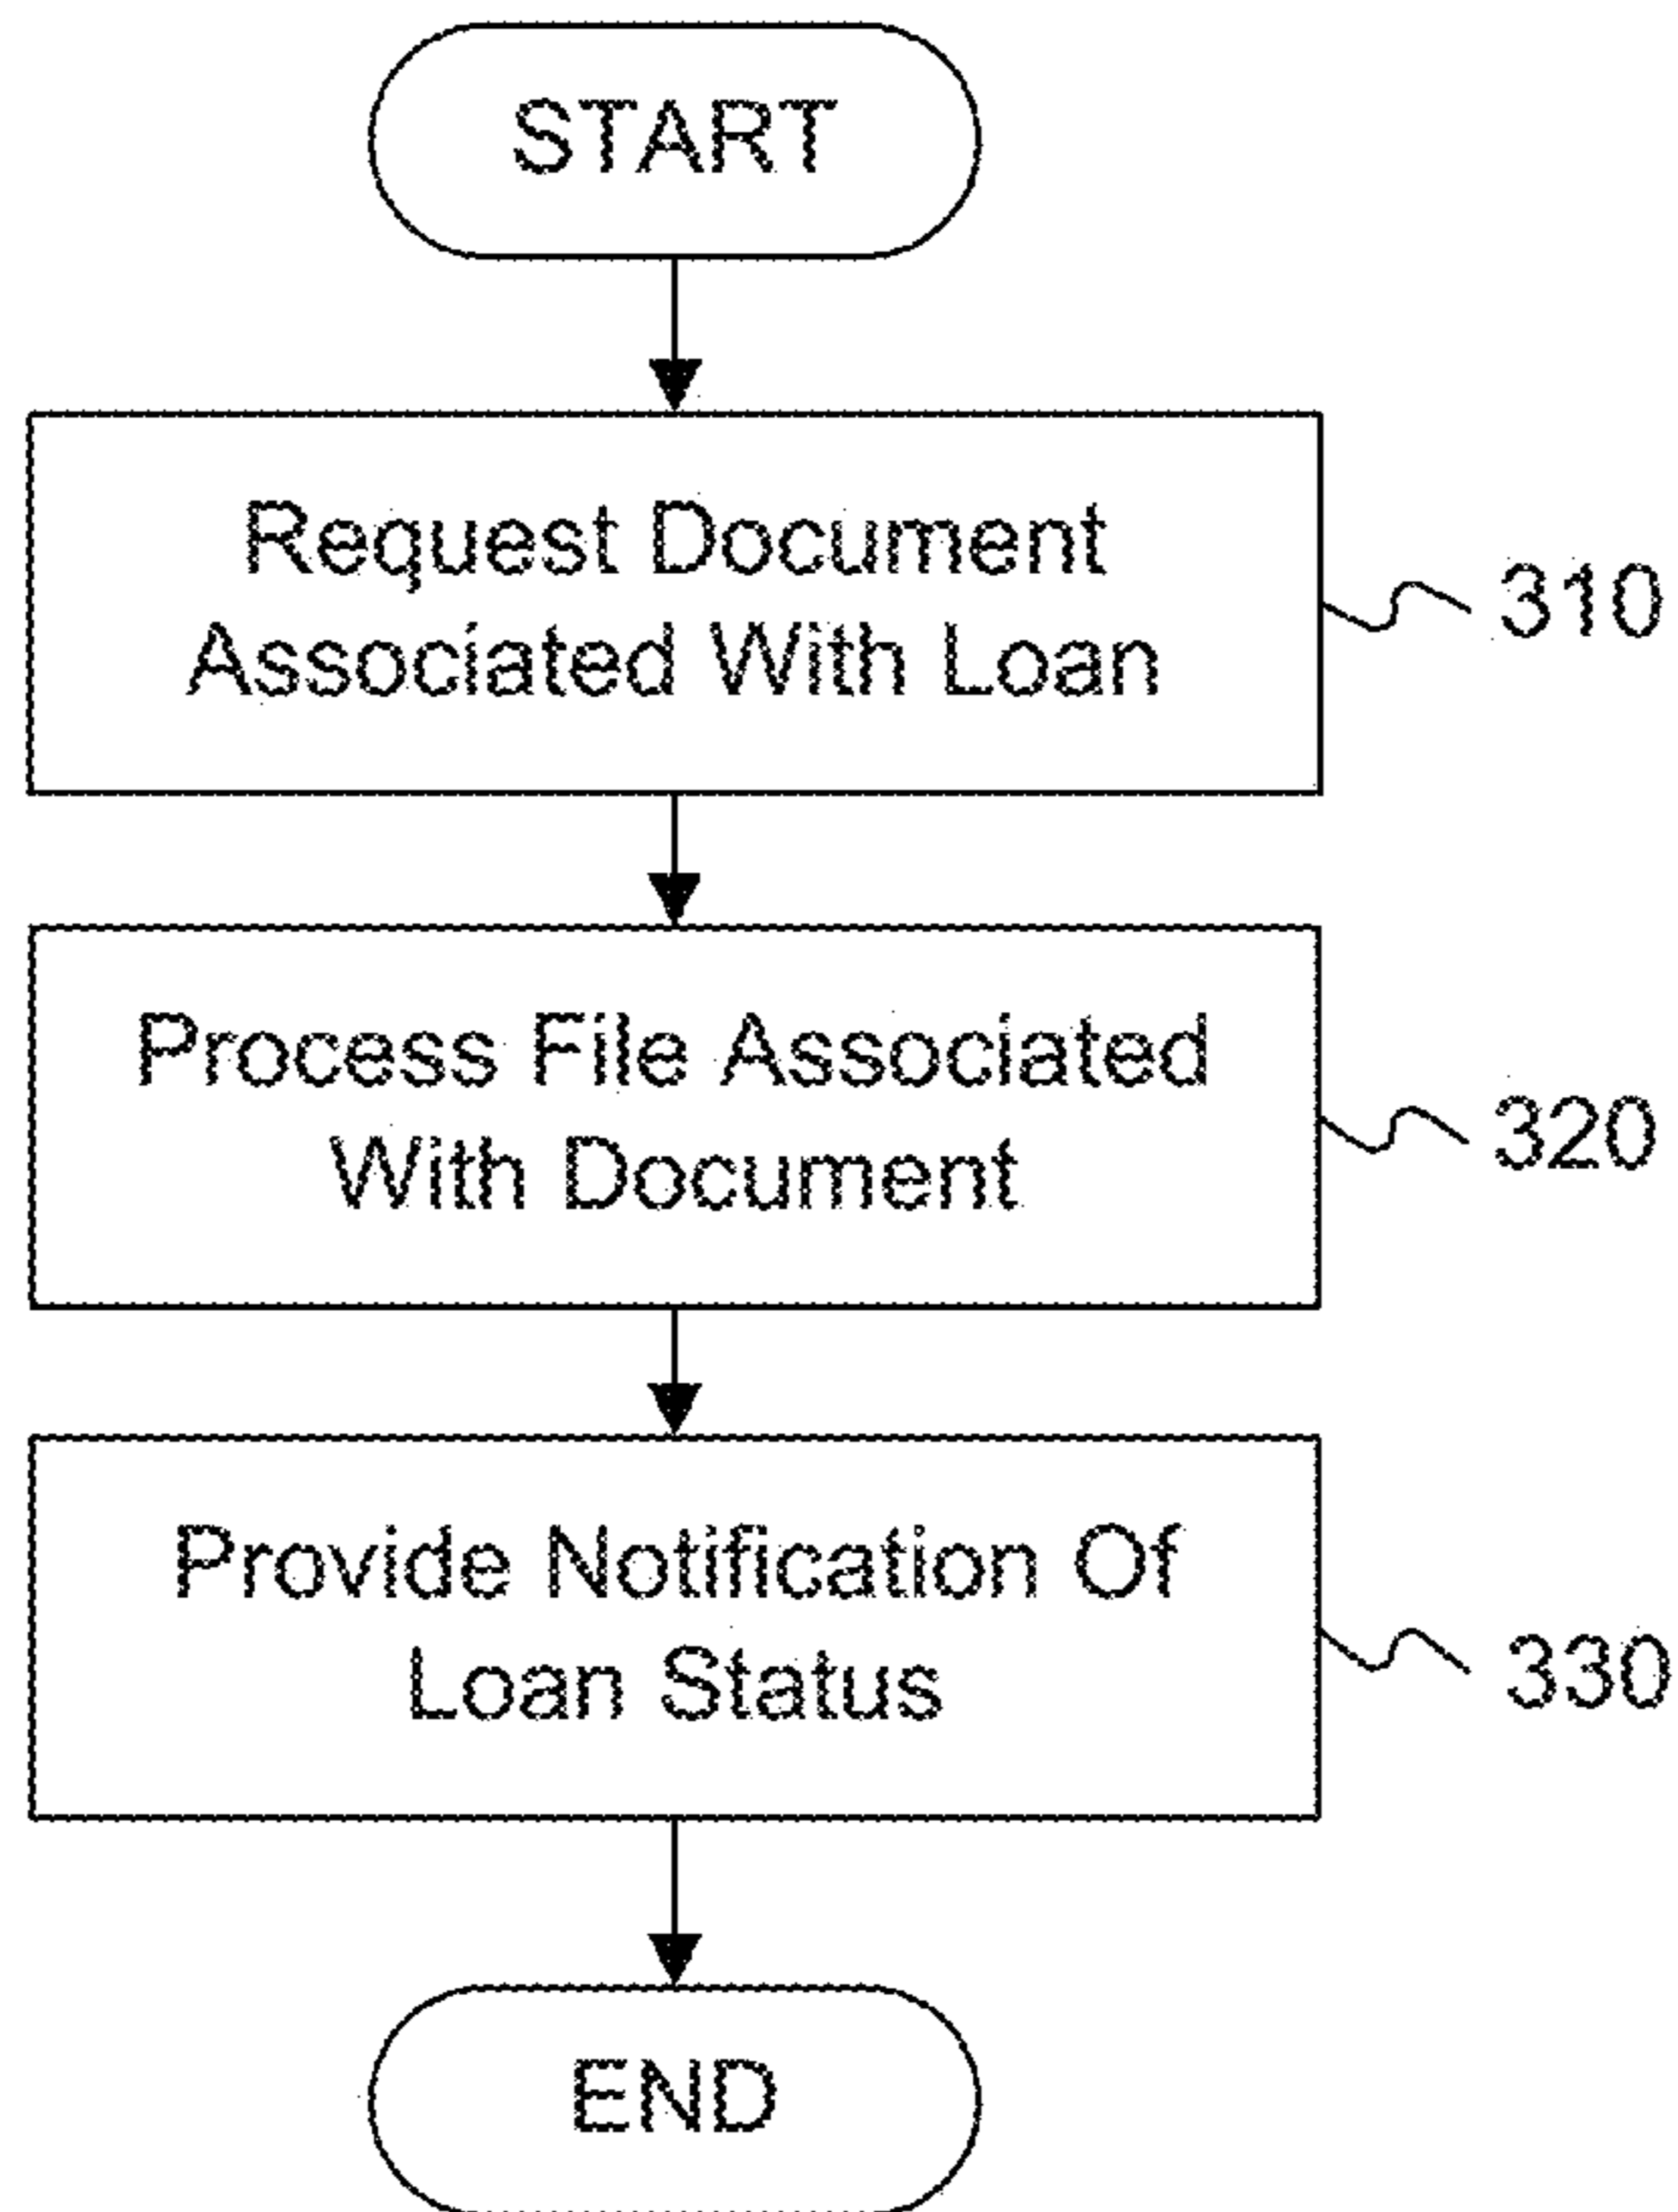 START
Request Document
Associated With Loan
310
Process File Associated
With Document
320
Provide Notification Of
Loan Status
330
END